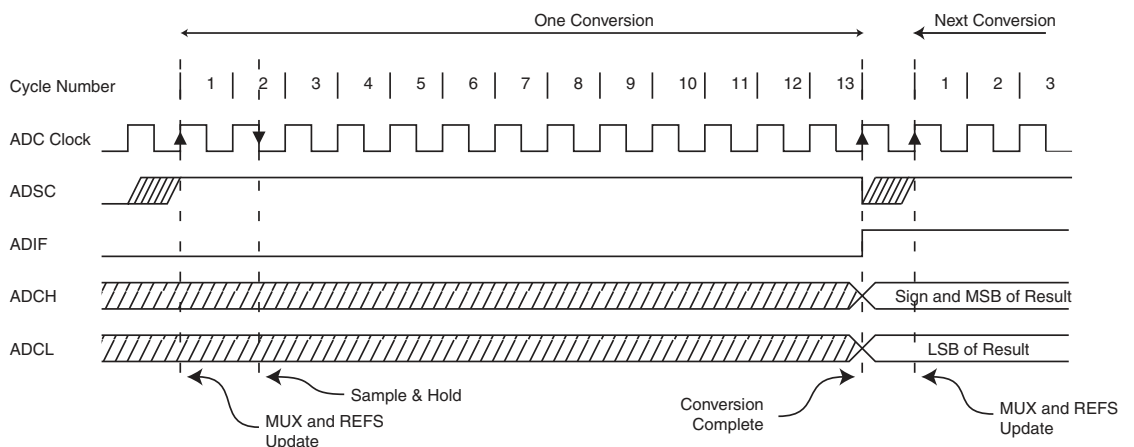 One Conversion
Next Conversion
Cycle Number
1 2 3 4 5 6 7 8 9 10 11 12 13 1 2 3
ADC Clock
ADSC
ADIF
ADCH
Sign and MSB of Result
ADCL
LSB of Result
MUX and REFS
Update
Sample & Hold
Conversion
Complete
MUX and REFS
Update